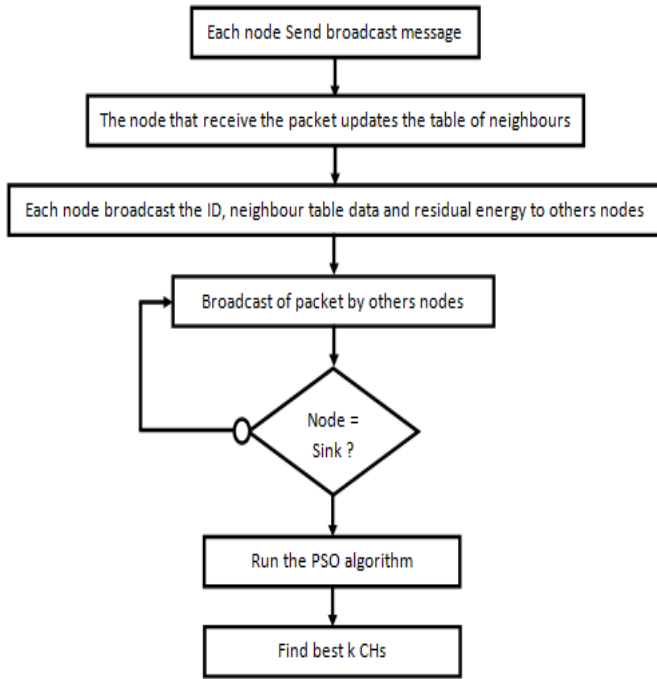 Each node Send broadcast message
The node that receive the packet updates the table of neighbours
Each node broadcast the ID, neighbour table data and residual energy to others nodes
Broadcast of packet by others nodes
Node =
Sink ?
Run the PSO algorithm
Find best k CHs